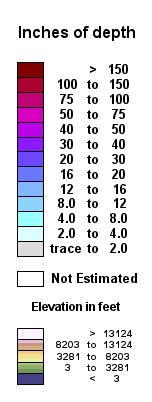 Inches of depth
> 150
100 to 150
75 to 100
50 to 75
40 to 50
30 to 40
20 to 30
16 to 20
12 to 16
8.0 to 12
4.0 to 8.0
2.0 to 4.0
trace to 2.0
Not Estimated
Elevation in feet
> 13124
8203 to 13124
3281 to 8203
3 to 3281
< 3